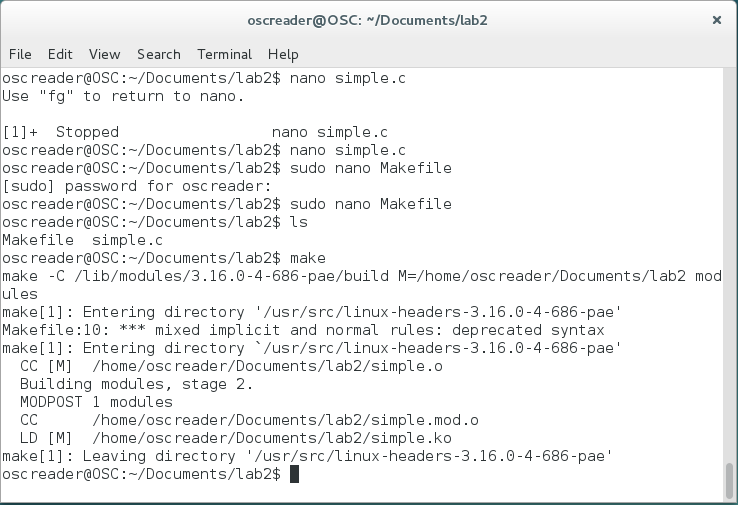 oscreader@OSC: ~/Documents/lab2
×
File Edit View Search Terminal Help
oscreader@OSC:~/Documents/lab2$ nano simple.c
Use "fg" to return to nano.
[1]+  Stopped                 nano simple.c
oscreader@OSC:~/Documents/lab2$ nano simple.c
oscreader@OSC:~/Documents/lab2$ sudo nano Makefile
[sudo] password for oscreader:
oscreader@OSC:~/Documents/lab2$ sudo nano Makefile
oscreader@OSC:~/Documents/lab2$ ls
Makefile  simple.c
oscreader@OSC:~/Documents/lab2$ make
make -C /lib/modules/3.16.0-4-686-pae/build M=/home/oscreader/Documents/lab2 mod
ules
make[1]: Entering directory '/usr/src/linux-headers-3.16.0-4-686-pae'
Makefile:10: *** mixed implicit and normal rules: deprecated syntax
make[1]: Entering directory `/usr/src/linux-headers-3.16.0-4-686-pae'
  CC [M]  /home/oscreader/Documents/lab2/simple.o
  Building modules, stage 2.
  MODPOST 1 modules
  CC      /home/oscreader/Documents/lab2/simple.mod.o
  LD [M]  /home/oscreader/Documents/lab2/simple.ko
make[1]: Leaving directory '/usr/src/linux-headers-3.16.0-4-686-pae'
oscreader@OSC:~/Documents/lab2$